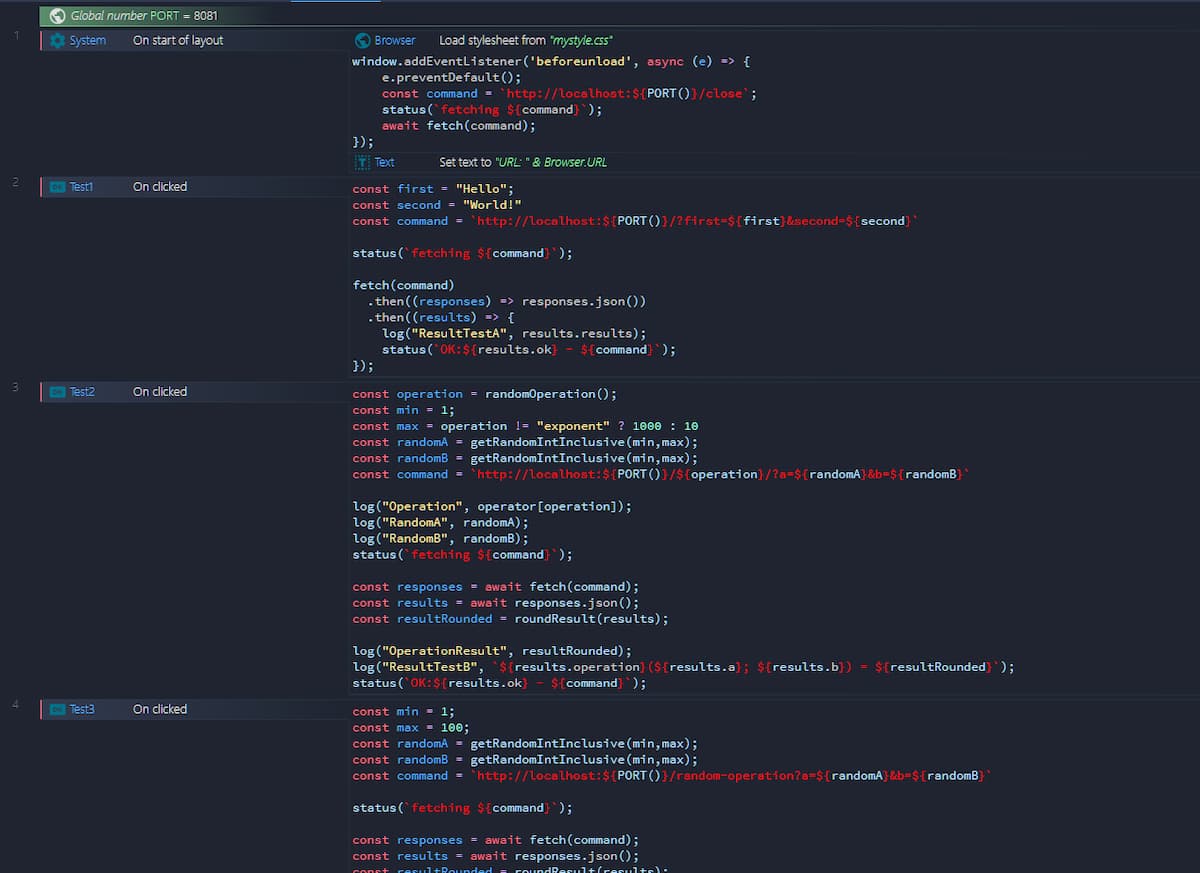 Global number PORT = 8081
1 System On start of layout Browser Load stylesheet from "mystyle.css"
window.addEventListener('beforeunload', async (e) => {
    e.preventDefault();
    const command = `http://localhost:${PORT()}/close`;
    status(`fetching ${command}`);
    await fetch(command);
});
Text Set text to "URL: " & Browser.URL
2 Test1 On clicked const first = "Hello";
const second = "World!"
const command = `http://localhost:${PORT()}/?first=${first}&second=${second}`
status(`fetching ${command}`);
fetch(command)
  .then((responses) => responses.json())
  .then((results) => {
    log("ResultTestA", results.results);
    status(`OK:${results.ok} - ${command}`);
});
3 Test2 On clicked const operation = randomOperation();
const min = 1;
const max = operation != "exponent" ? 1000 : 10
const randomA = getRandomIntInclusive(min,max);
const randomB = getRandomIntInclusive(min,max);
const command = `http://localhost:${PORT()}/${operation}/?a=${randomA}&b=${randomB}`
log("Operation", operator[operation]);
log("RandomA", randomA);
log("RandomB", randomB);
status(`fetching ${command}`);
const responses = await fetch(command);
const results = await responses.json();
const resultRounded = roundResult(results);
log("OperationResult", resultRounded);
log("ResultTestB", `${results.operation}(${results.a}; ${results.b}) = ${resultRounded}`);
status(`OK:${results.ok} - ${command}`);
4 Test3 On clicked const min = 1;
const max = 100;
const randomA = getRandomIntInclusive(min,max);
const randomB = getRandomIntInclusive(min,max);
const command = `http://localhost:${PORT()}/random-operation?a=${randomA}&b=${randomB}`
status(`fetching ${command}`);
const responses = await fetch(command);
const results = await responses.json();
const resultRounded = roundResult(results);